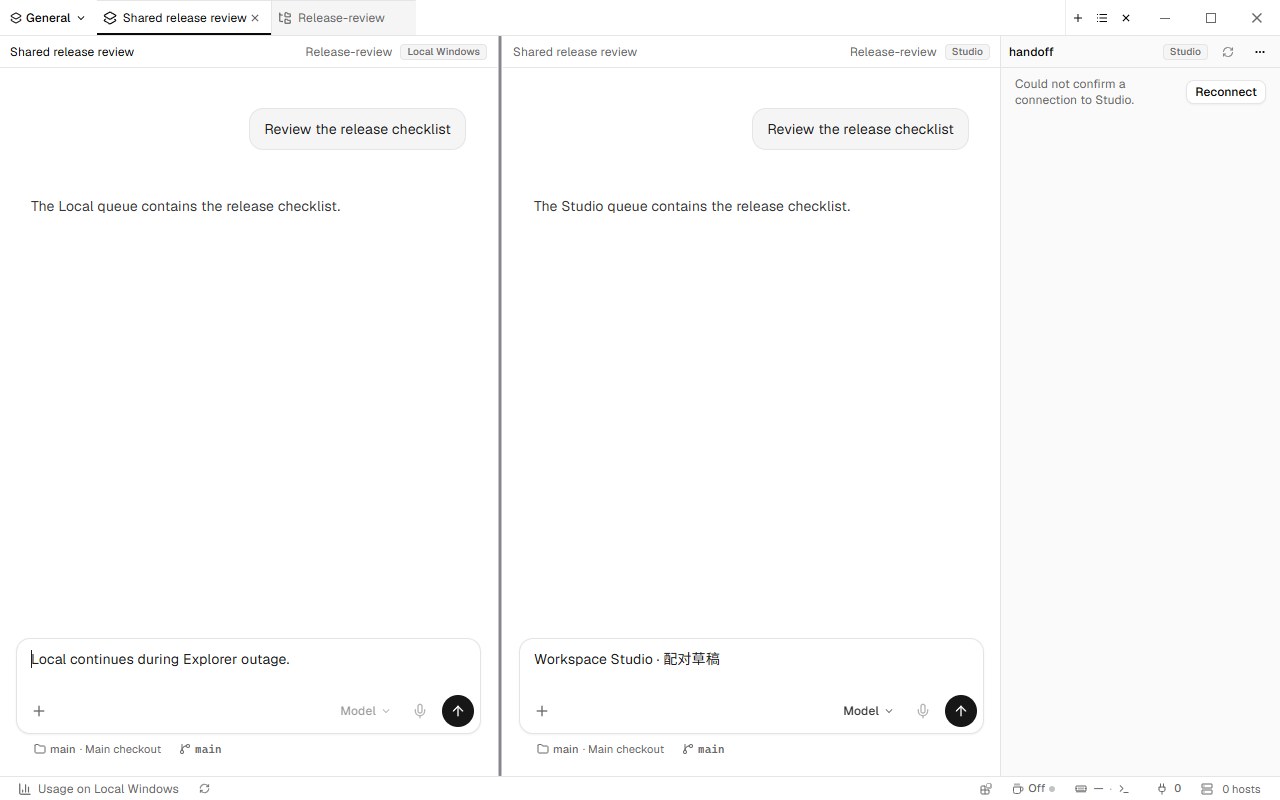 General
Shared release review
Release-review
Shared release review
Release-review
Local Windows
Shared release review
Release-review
Studio
handoff
Studio
Review the release checklist
The Local queue contains the release checklist.
Review the release checklist
The Studio queue contains the release checklist.
Could not confirm a
connection to Studio.
Reconnect
Local continues during Explorer outage.
Model
main · Main checkout
main
Workspace Studio · 配对草稿
Model
main · Main checkout
main
Usage on Local Windows
Off
— ·
0
0 hosts